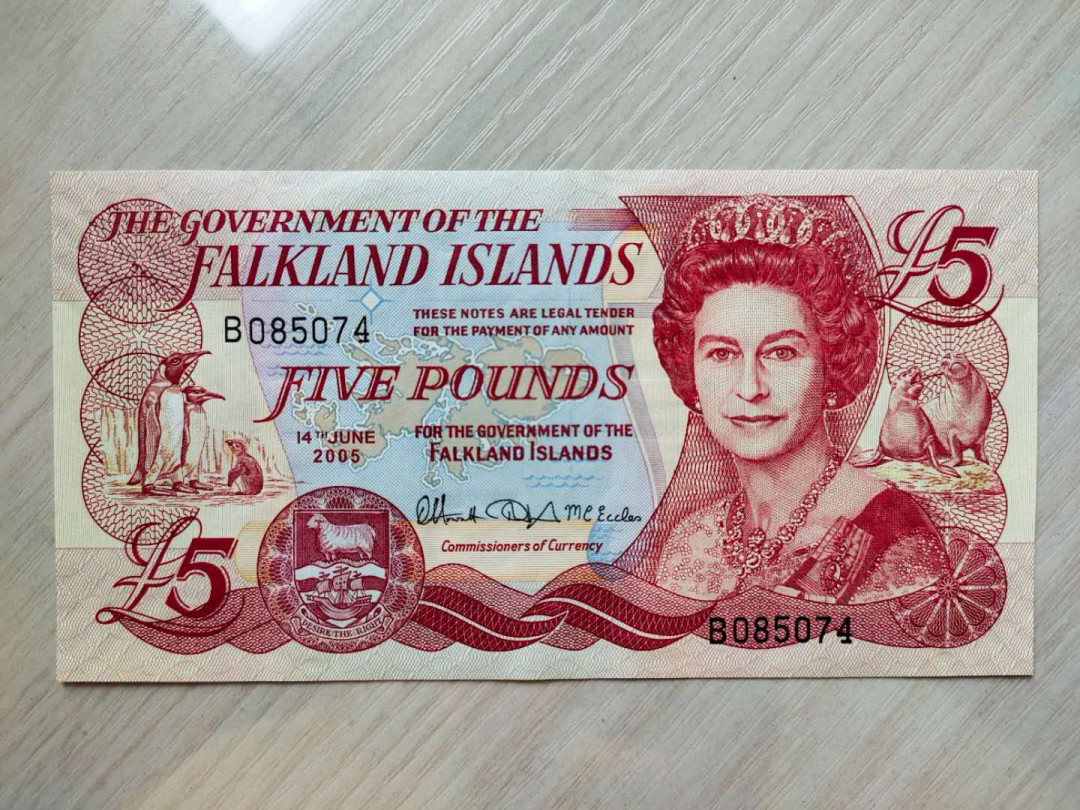 THE GOVERNMENT OF THE
FALKLAND ISLANDS
£5
B085074
THESE NOTES ARE LEGAL TENDER
FOR THE PAYMENT OF ANY AMOUNT
FIVE POUNDS
14TH JUNE
2005
FOR THE GOVERNMENT OF THE
FALKLAND ISLANDS
MC Eccles
Commissioners of Currency
£5
DESIRE THE RIGHT
B085074